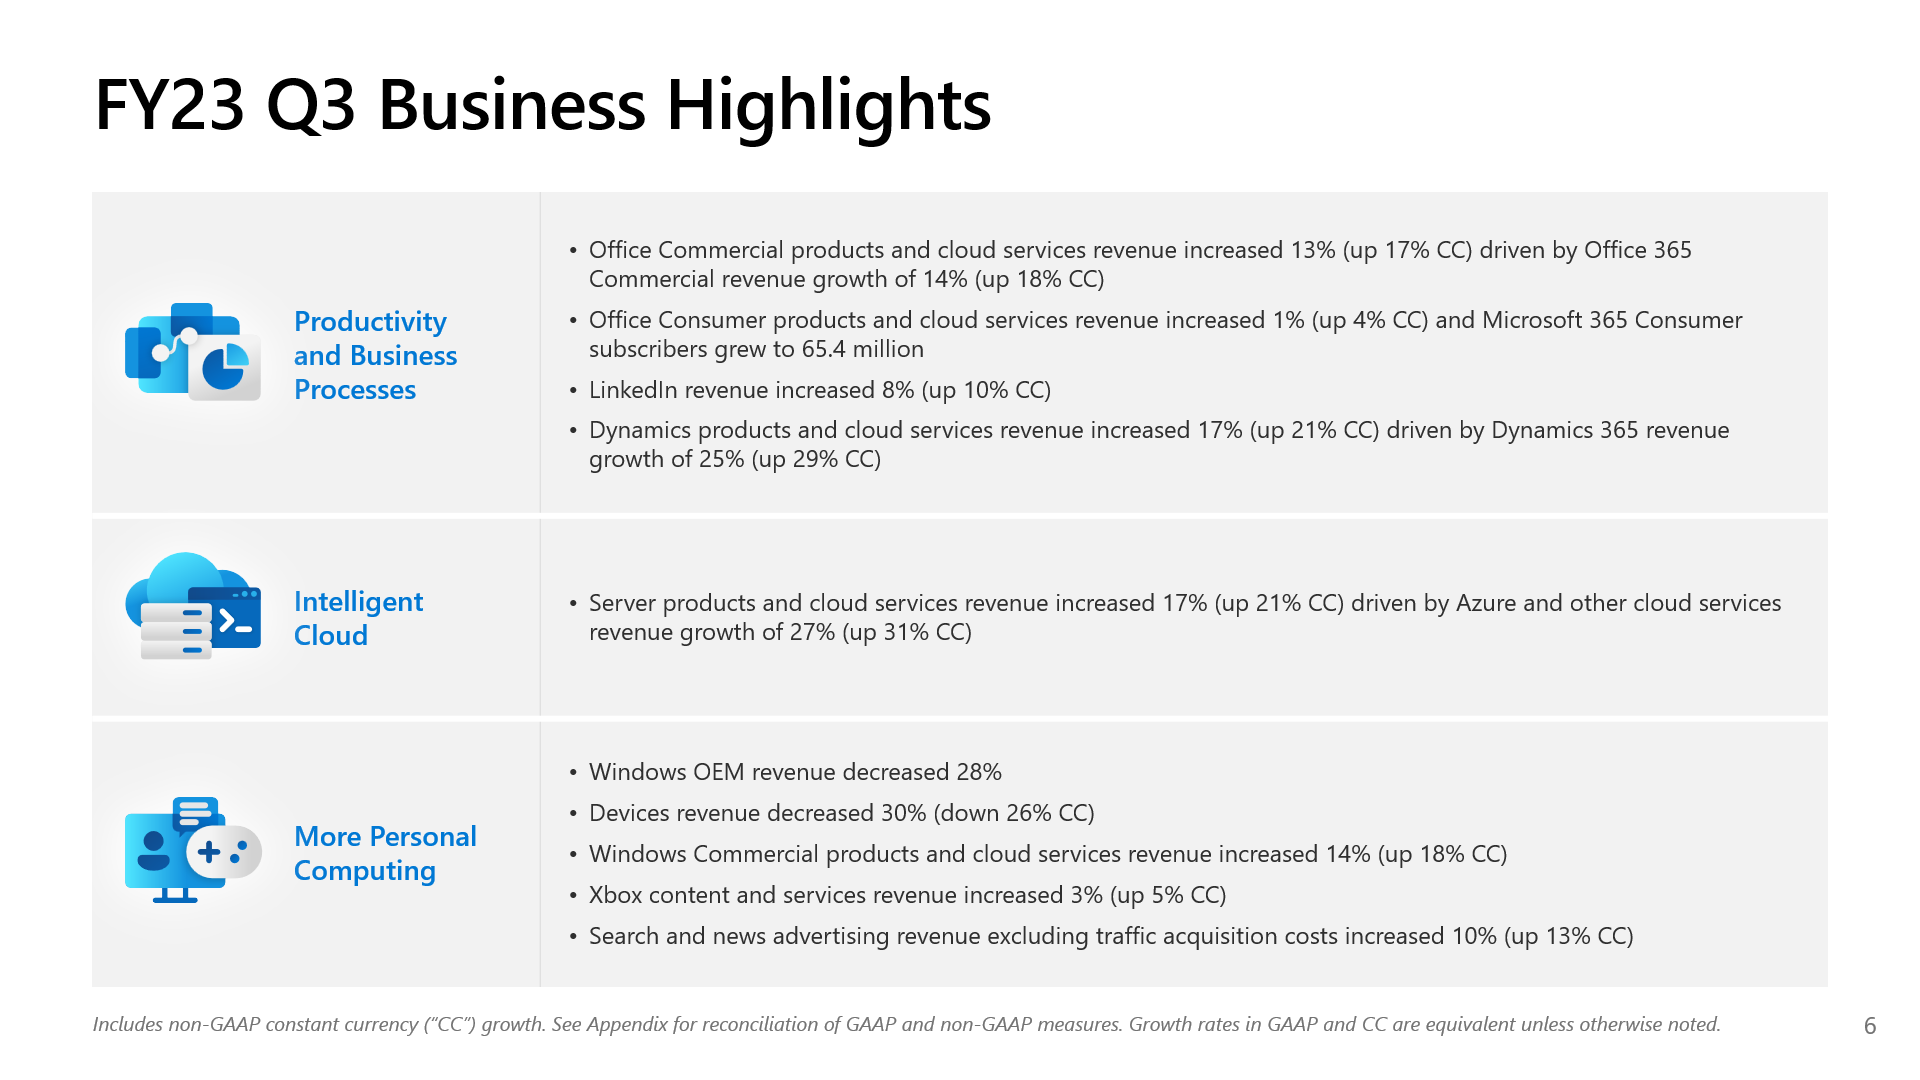 FY23 Q3 Business Highlights
Productivity
and Business
Processes
• Office Commercial products and cloud services revenue increased 13% (up 17% CC) driven by Office 365
Commercial revenue growth of 14% (up 18% CC)
• Office Consumer products and cloud services revenue increased 1% (up 4% CC) and Microsoft 365 Consumer
subscribers grew to 65.4 million
• LinkedIn revenue increased 8% (up 10% CC)
• Dynamics products and cloud services revenue increased 17% (up 21% CC) driven by Dynamics 365 revenue
growth of 25% (up 29% CC)
Intelligent
Cloud
• Server products and cloud services revenue increased 17% (up 21% CC) driven by Azure and other cloud services
revenue growth of 27% (up 31% CC)
More Personal
Computing
• Windows OEM revenue decreased 28%
• Devices revenue decreased 30% (down 26% CC)
• Windows Commercial products and cloud services revenue increased 14% (up 18% CC)
• Xbox content and services revenue increased 3% (up 5% CC)
• Search and news advertising revenue excluding traffic acquisition costs increased 10% (up 13% CC)
Includes non-GAAP constant currency (“CC”) growth. See Appendix for reconciliation of GAAP and non-GAAP measures. Growth rates in GAAP and CC are equivalent unless otherwise noted.
6